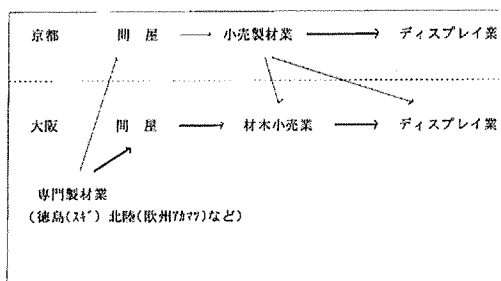 京都 問屋 小売製材業 ディスプレイ業
大阪 問屋 材木小売業 ディスプレイ業
専門製材業
(徳島(ｽｷﾞ) 北陸(欧州ｱｶﾏﾂ)など)